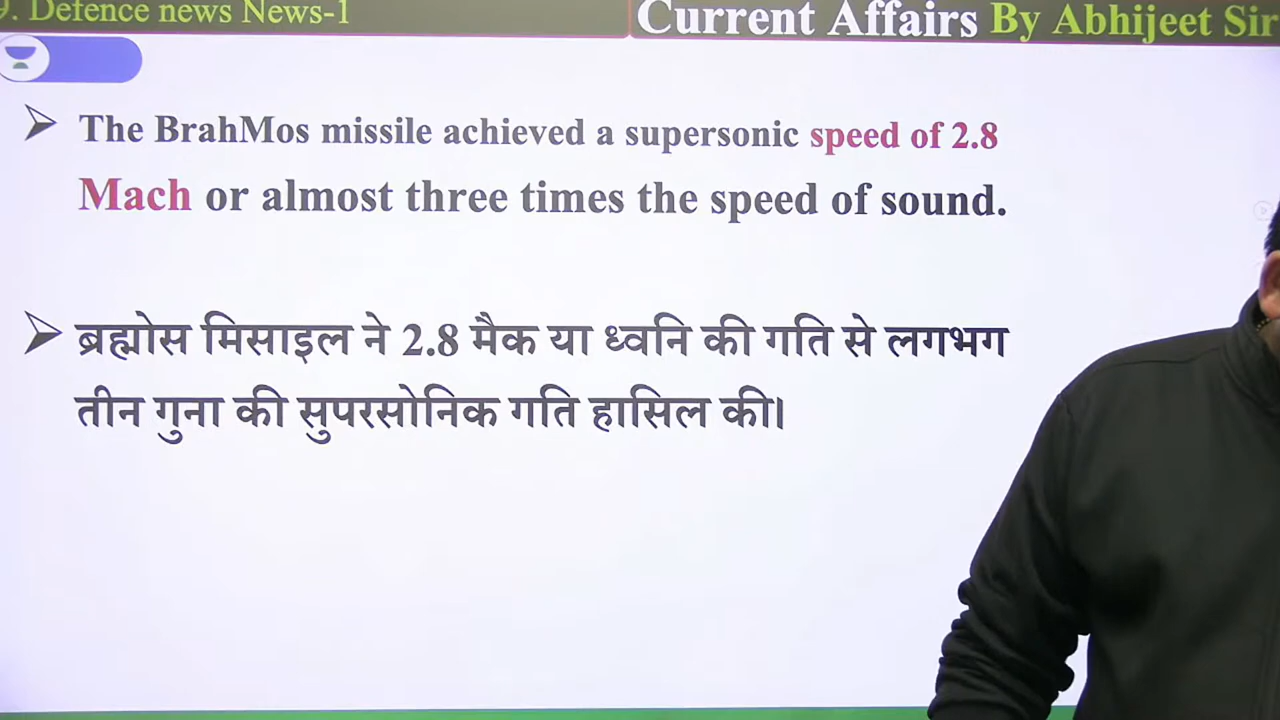 9. Defence news News-1
Current Affairs By Abhijeet Sir
The BrahMos missile achieved a supersonic speed of 2.8
Mach or almost three times the speed of sound.
ब्रह्मोस मिसाइल ने 2.8 मैक या ध्वनि की गति से लगभग
तीन गुना की सुपरसोनिक गति हासिल की।